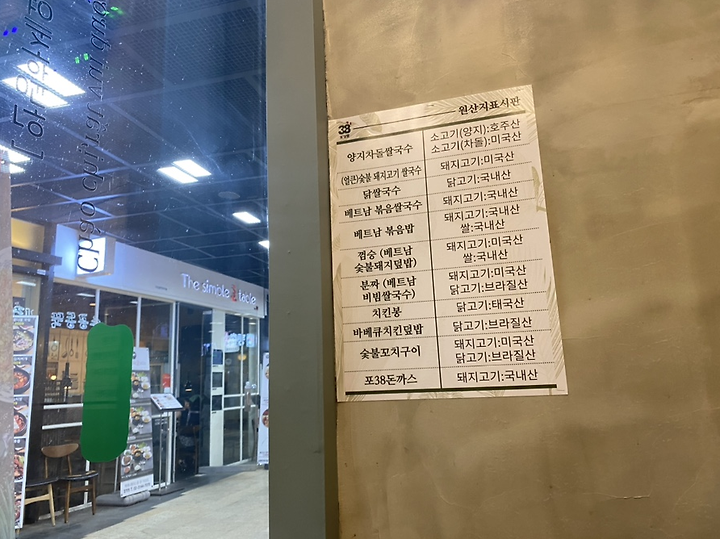 원산지표시판
38
양지차돌쌀국수
소고기(양지):호주산
소고기(차돌):미국산
(얼큰)숯불 돼지고기 쌀국수
돼지고기:미국산
닭쌀국수
닭고기:국내산
베트남 볶음쌀국수
돼지고기:국내산
베트남 볶음밥
돼지고기:국내산
쌀:국내산
껌승 (베트남
숯불돼지덮밥)
돼지고기:미국산
쌀:국내산
분짜 (베트남
비빔쌀국수)
돼지고기:미국산
닭고기:브라질산
치킨봉
닭고기:태국산
바베큐치킨덮밥
닭고기:브라질산
숯불꼬치구이
돼지고기:미국산
닭고기:브라질산
포38돈까스
돼지고기:국내산
The simple table
Chào